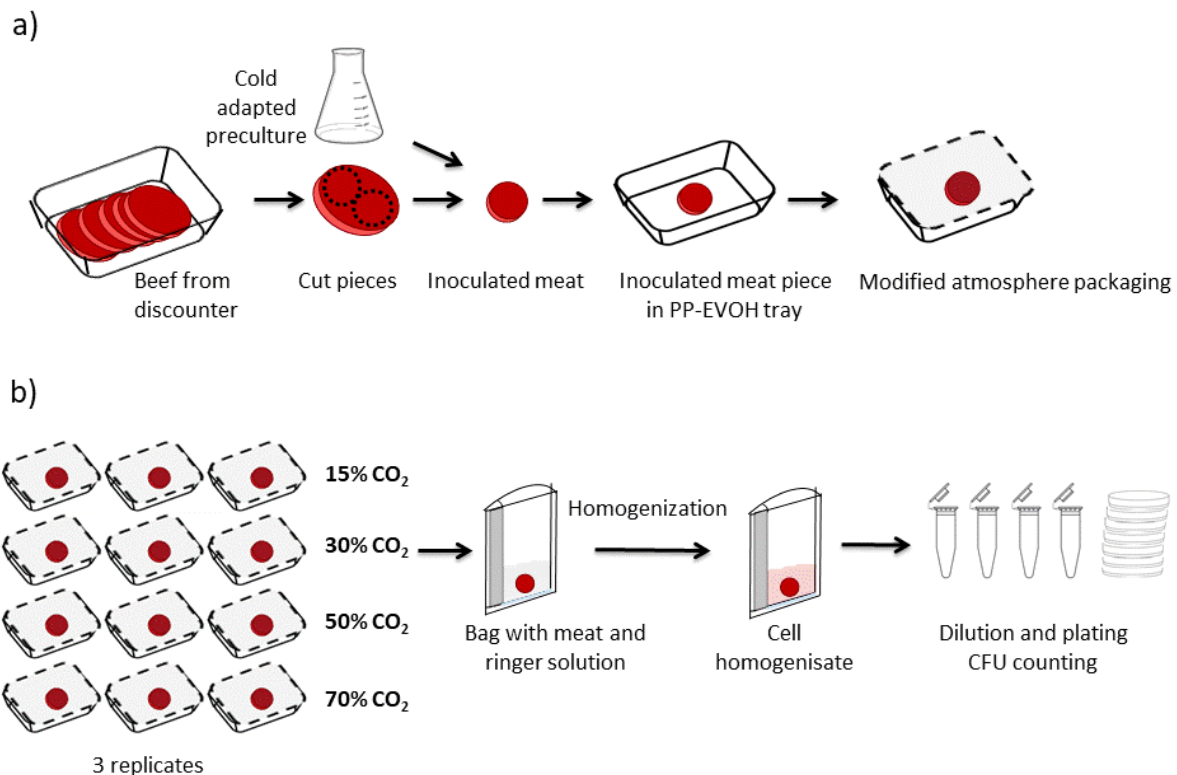 a)
Cold
adapted
preculture
Beef from
discounter
Cut pieces
Inoculated meat
Inoculated meat piece
in PP-EVOH tray
Modified atmosphere packaging
b)
15% CO₂
30% CO₂
50% CO₂
70% CO₂
3 replicates
Homogenization
Bag with meat and
ringer solution
Cell
homogenisate
Dilution and plating
CFU counting